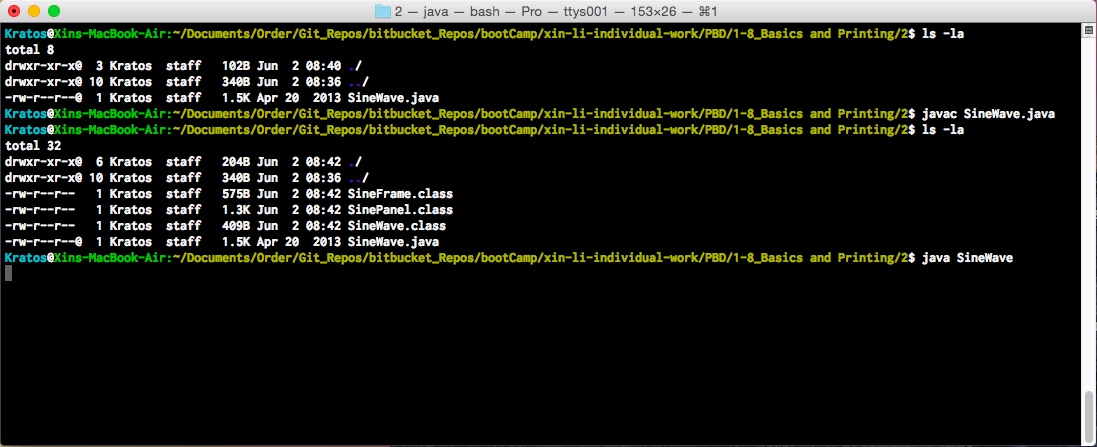 2 — java — bash — Pro — ttys001 — 153×26 — ⌘1
Kratos@Xins-MacBook-Air:~/Documents/Order/Git_Repos/bitbucket_Repos/bootCamp/xin-li-individual-work/PBD/1-8_Basics and Printing/2$ ls -la
total 8
drwxr-xr-x@  3 Kratos  staff   102B Jun  2 08:40 ./
drwxr-xr-x@ 10 Kratos  staff   340B Jun  2 08:36 ../
-rw-r--r--@  1 Kratos  staff   1.5K Apr 20  2013 SineWave.java
Kratos@Xins-MacBook-Air:~/Documents/Order/Git_Repos/bitbucket_Repos/bootCamp/xin-li-individual-work/PBD/1-8_Basics and Printing/2$ javac SineWave.java
Kratos@Xins-MacBook-Air:~/Documents/Order/Git_Repos/bitbucket_Repos/bootCamp/xin-li-individual-work/PBD/1-8_Basics and Printing/2$ ls -la
total 32
drwxr-xr-x@  6 Kratos  staff   204B Jun  2 08:42 ./
drwxr-xr-x@ 10 Kratos  staff   340B Jun  2 08:36 ../
-rw-r--r--   1 Kratos  staff   575B Jun  2 08:42 SineFrame.class
-rw-r--r--   1 Kratos  staff   1.3K Jun  2 08:42 SinePanel.class
-rw-r--r--   1 Kratos  staff   409B Jun  2 08:42 SineWave.class
-rw-r--r--@  1 Kratos  staff   1.5K Apr 20  2013 SineWave.java
Kratos@Xins-MacBook-Air:~/Documents/Order/Git_Repos/bitbucket_Repos/bootCamp/xin-li-individual-work/PBD/1-8_Basics and Printing/2$ java SineWave